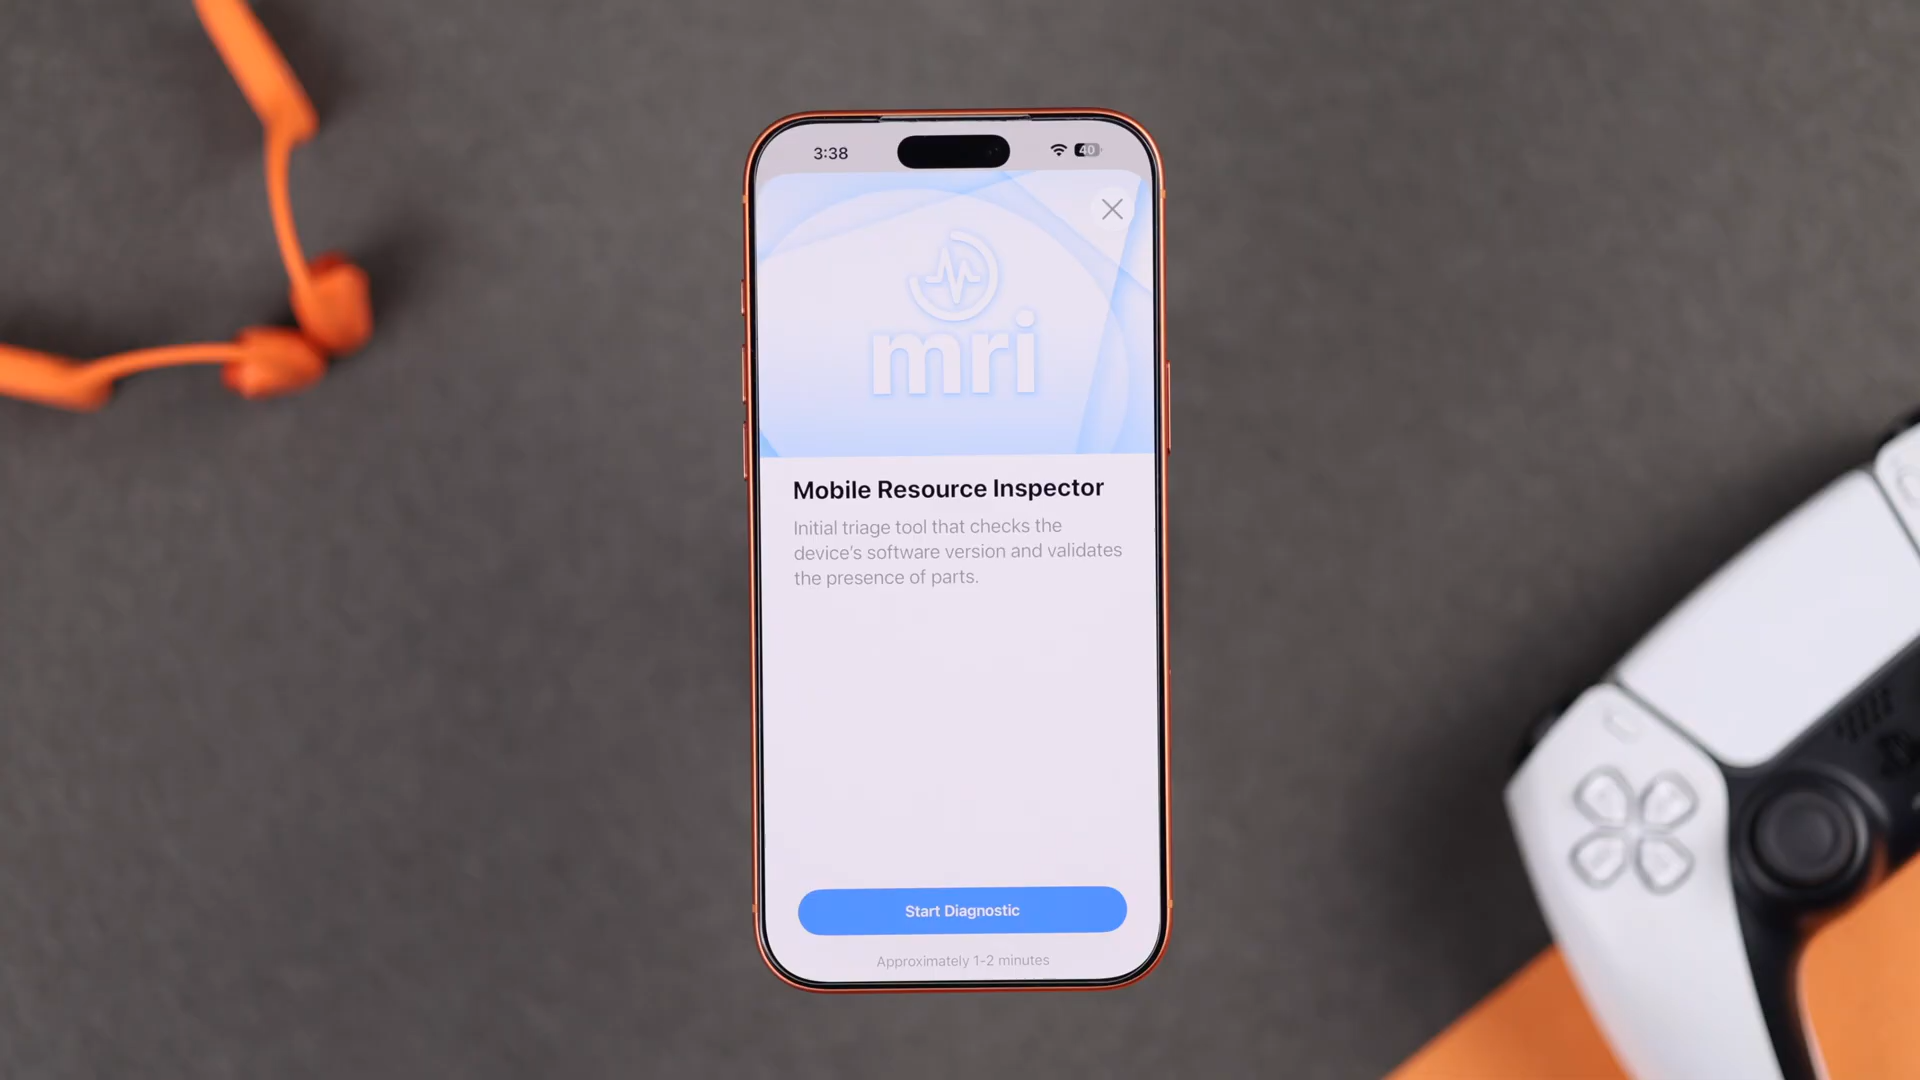 3:38
40
mri
Mobile Resource Inspector
Initial triage tool that checks the
device's software version and validates
the presence of parts.
Start Diagnostic
Approximately 1-2 minutes